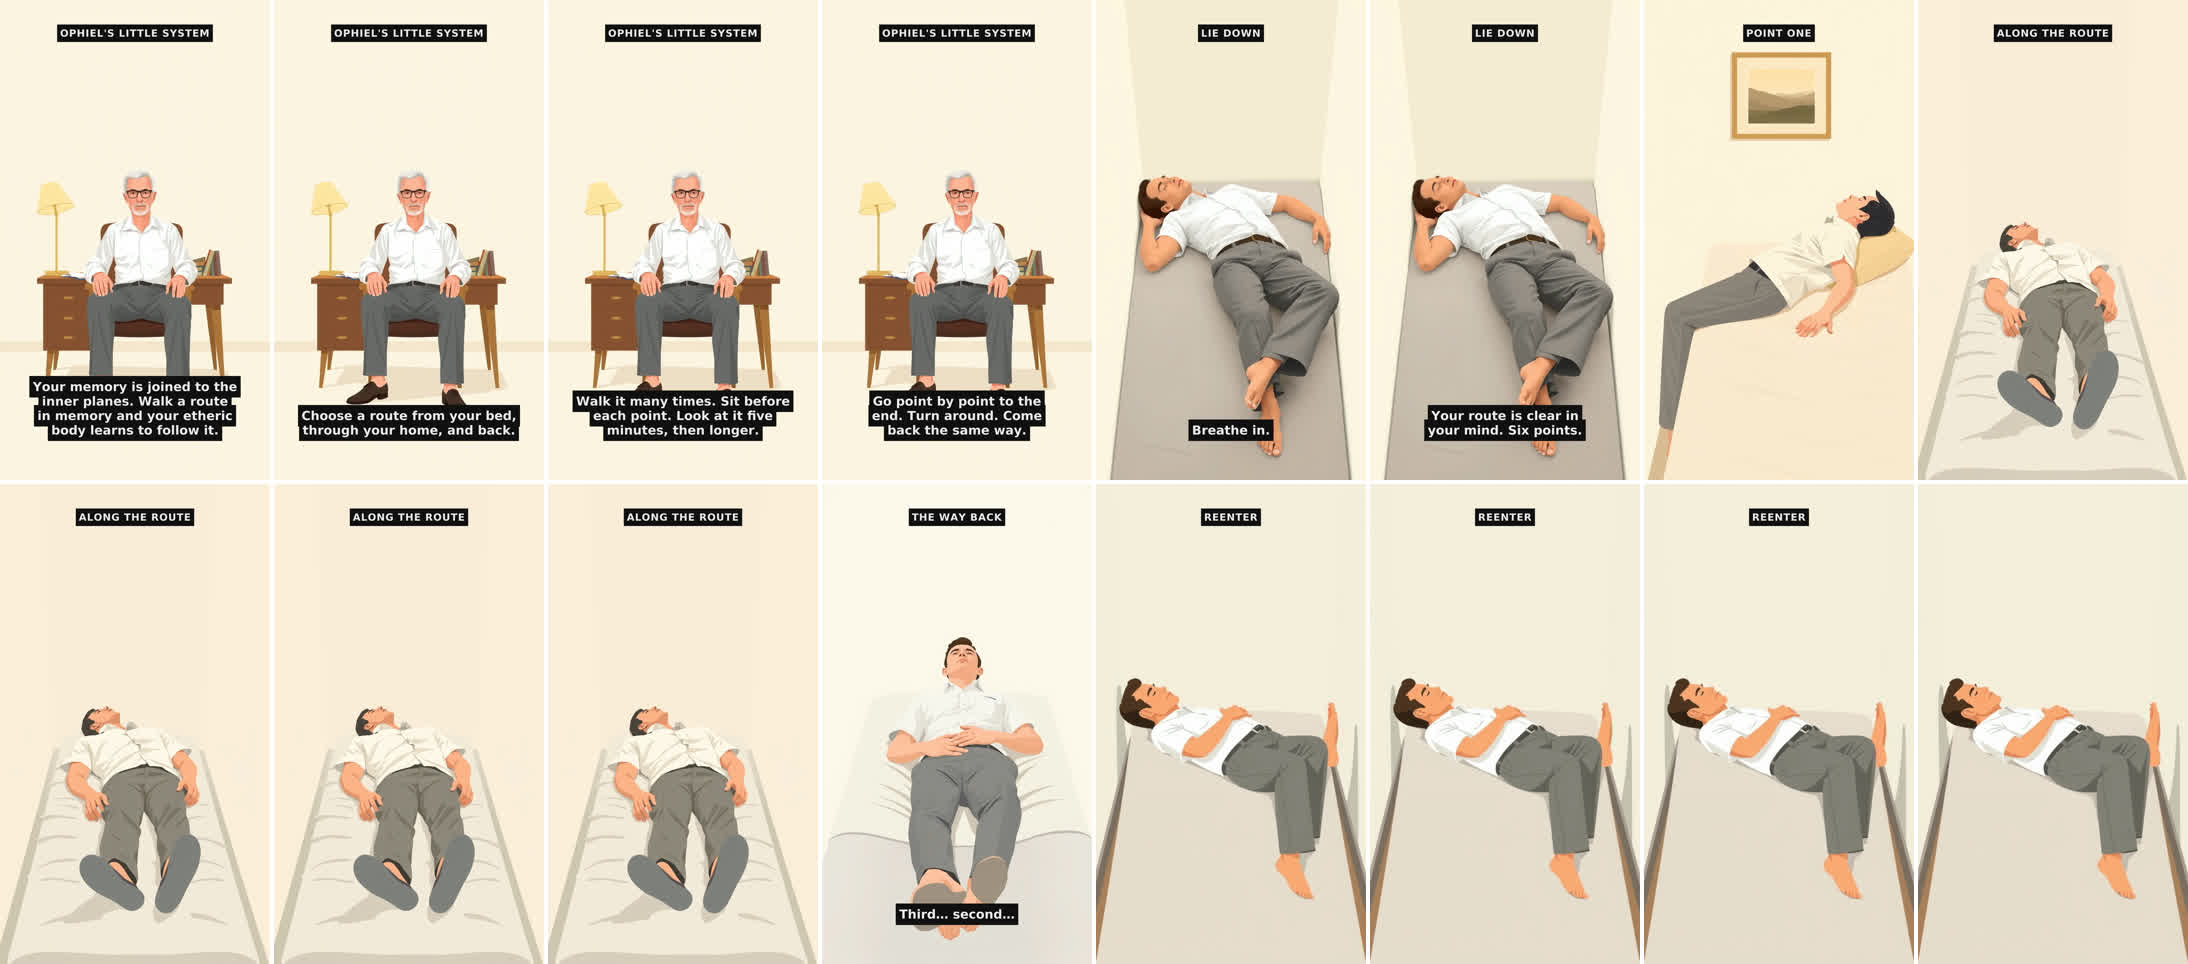 OPHIEL'S LITTLE SYSTEM
Your memory is joined to the
inner planes. Walk a route
in memory and your etheric
body learns to follow it.
OPHIEL'S LITTLE SYSTEM
Choose a route from your bed,
through your home, and back.
OPHIEL'S LITTLE SYSTEM
Walk it many times. Sit before
each point. Look at it five
minutes, then longer.
OPHIEL'S LITTLE SYSTEM
Go point by point to the
end. Turn around. Come
back the same way.
LIE DOWN
Breathe in.
LIE DOWN
Your route is clear in
your mind. Six points.
POINT ONE
ALONG THE ROUTE
ALONG THE ROUTE
ALONG THE ROUTE
ALONG THE ROUTE
THE WAY BACK
Third... second...
REENTER
REENTER
REENTER